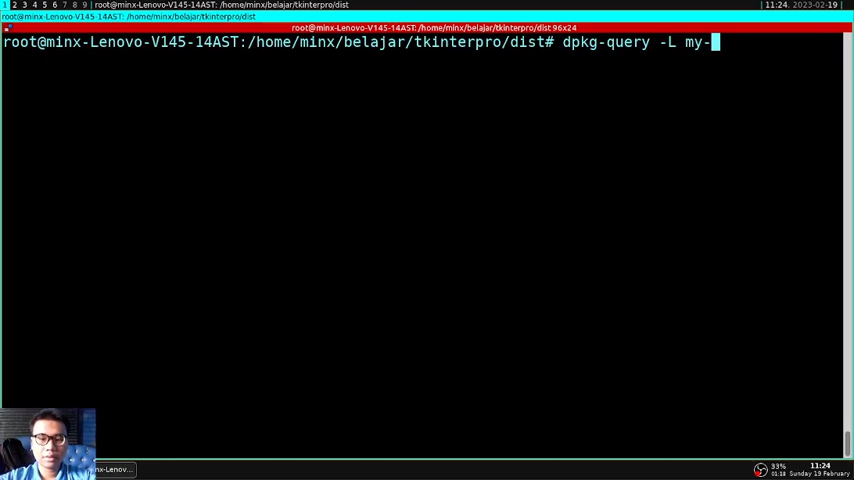 1 2 3 4 5 6 7 8 9 | root@minx-Lenovo-V145-14AST: /home/minx/belajar/tkinterpro/dist | 11:24. 2023-02-19 |
root@minx-Lenovo-V145-14AST: /home/minx/belajar/tkinterpro/dist
root@minx-Lenovo-V145-14AST: /home/minx/belajar/tkinterpro/dist 96x24
root@minx-Lenovo-V145-14AST:/home/minx/belajar/tkinterpro/dist# dpkg-query -L my-
nx-Lenov...
33%
01:18
11:24
Sunday 19 February